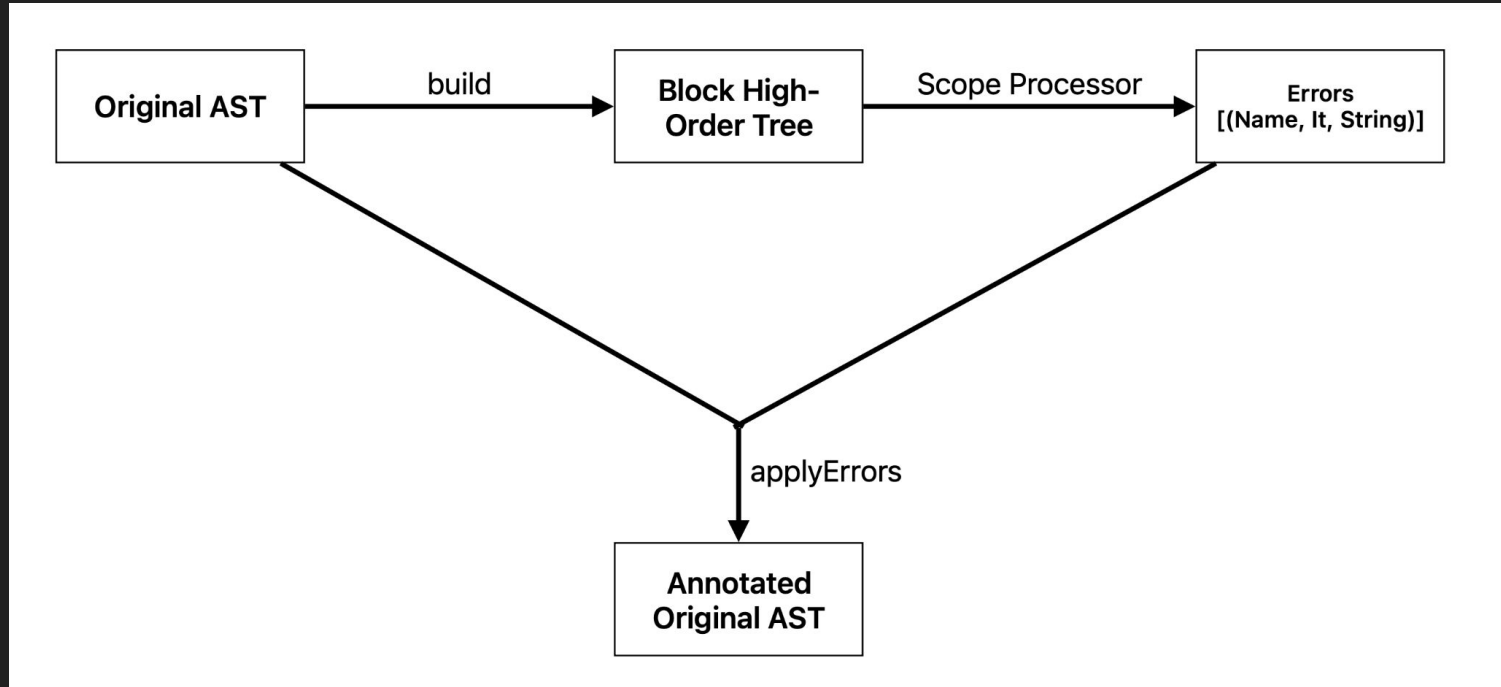 Original AST
build
Block High-
Order Tree
Scope Processor
Errors
[(Name, It, String)]
applyErrors
Annotated
Original AST